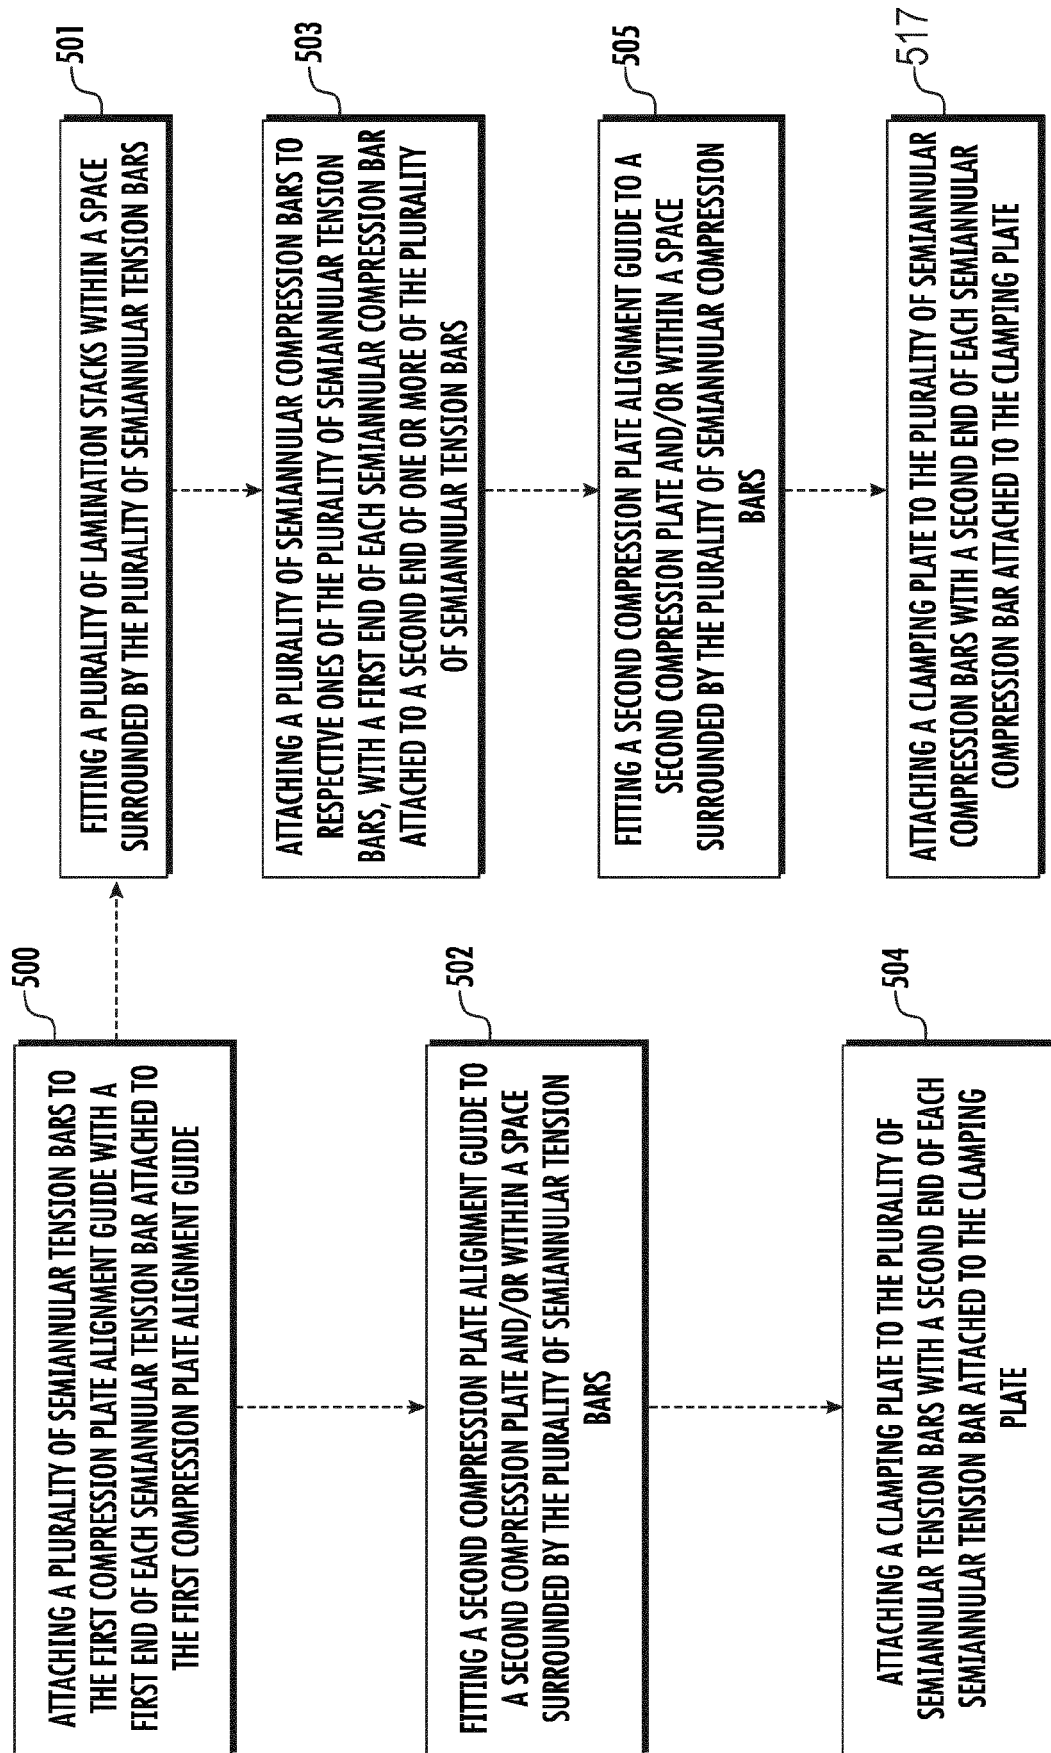 500
ATTACHING A PLURALITY OF SEMIANNULAR TENSION BARS TO
THE FIRST COMPRESSION PLATE ALIGNMENT GUIDE WITH A
FIRST END OF EACH SEMIANNULAR TENSION BAR ATTACHED TO
THE FIRST COMPRESSION PLATE ALIGNMENT GUIDE
502
FITTING A SECOND COMPRESSION PLATE ALIGNMENT GUIDE TO
A SECOND COMPRESSION PLATE AND/OR WITHIN A SPACE
SURROUNDED BY THE PLURALITY OF SEMIANNULAR TENSION
BARS
504
ATTACHING A CLAMPING PLATE TO THE PLURALITY OF
SEMIANNULAR TENSION BARS WITH A SECOND END OF EACH
SEMIANNULAR TENSION BAR ATTACHED TO THE CLAMPING
PLATE
501
FITTING A PLURALITY OF LAMINATION STACKS WITHIN A SPACE
SURROUNDED BY THE PLURALITY OF SEMIANNULAR TENSION BARS
503
ATTACHING A PLURALITY OF SEMIANNULAR COMPRESSION BARS TO
RESPECTIVE ONES OF THE PLURALITY OF SEMIANNULAR TENSION
BARS, WITH A FIRST END OF EACH SEMIANNULAR COMPRESSION BAR
ATTACHED TO A SECOND END OF ONE OR MORE OF THE PLURALITY
OF SEMIANNULAR TENSION BARS
505
FITTING A SECOND COMPRESSION PLATE ALIGNMENT GUIDE TO A
SECOND COMPRESSION PLATE AND/OR WITHIN A SPACE
SURROUNDED BY THE PLURALITY OF SEMIANNULAR COMPRESSION
BARS
517
ATTACHING A CLAMPING PLATE TO THE PLURALITY OF SEMIANNULAR
COMPRESSION BARS WITH A SECOND END OF EACH SEMIANNULAR
COMPRESSION BAR ATTACHED TO THE CLAMPING PLATE